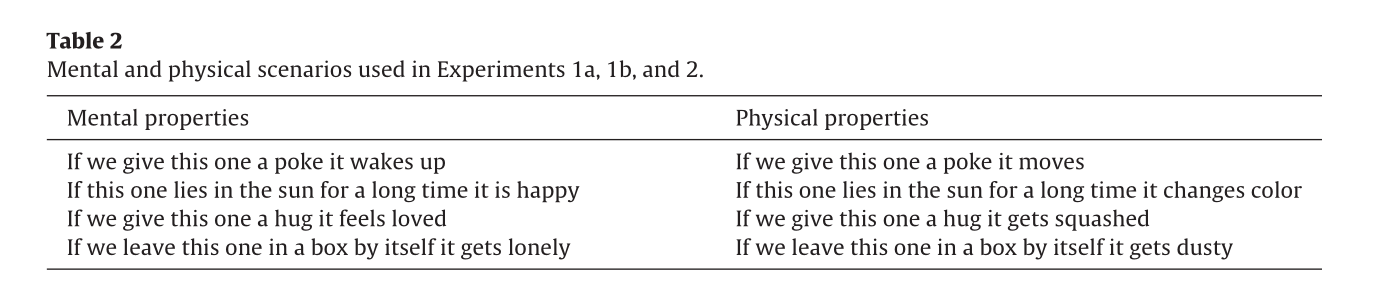 Table 2
Mental and physical scenarios used in Experiments 1a, 1b, and 2.
Mental properties Physical properties
If we give this one a poke it wakes up If we give this one a poke it moves
If this one lies in the sun for a long time it is happy If this one lies in the sun for a long time it changes color
If we give this one a hug it feels loved If we give this one a hug it gets squashed
If we leave this one in a box by itself it gets lonely If we leave this one in a box by itself it gets dusty